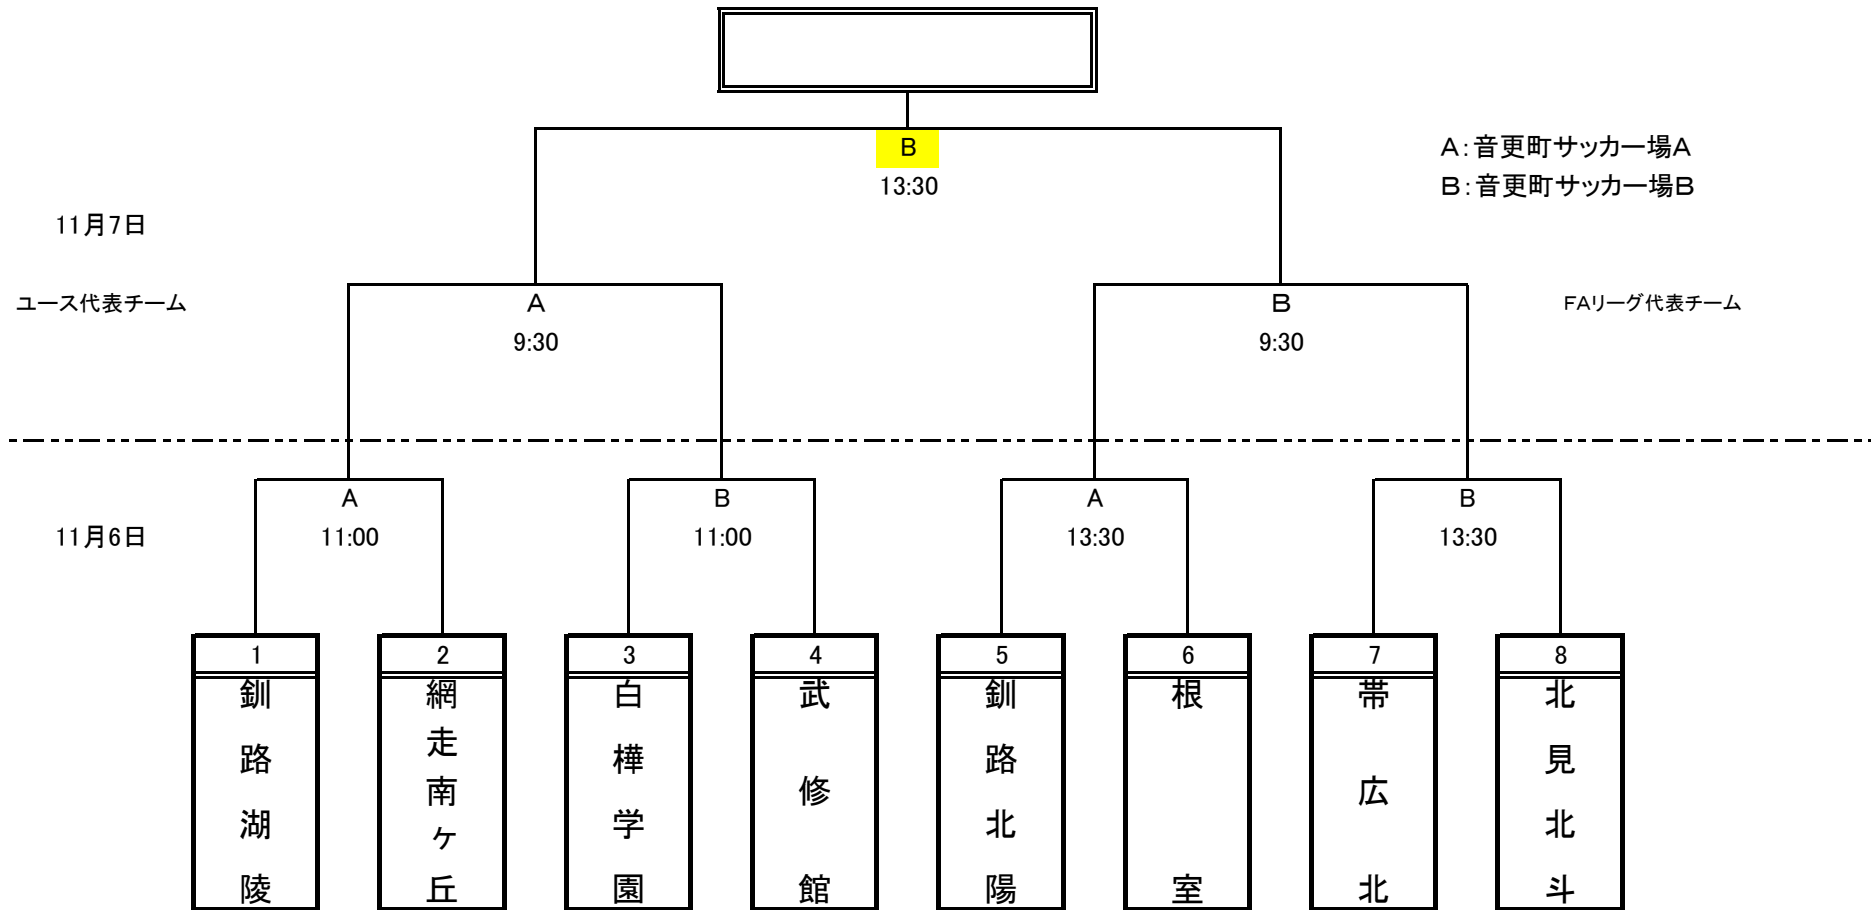 B
13:30
A:音更町サッカー場A
B:音更町サッカー場B
11月7日
ユース代表チーム
A
9:30
B
9:30
FAリーグ代表チーム
A
11:00
B
11:00
A
13:30
B
13:30
11月6日
1
釧路湖陵
2
網走南ヶ丘
3
白樺学園
4
武修館
5
釧路北陽
6
根室
7
帯広北
8
北見北斗